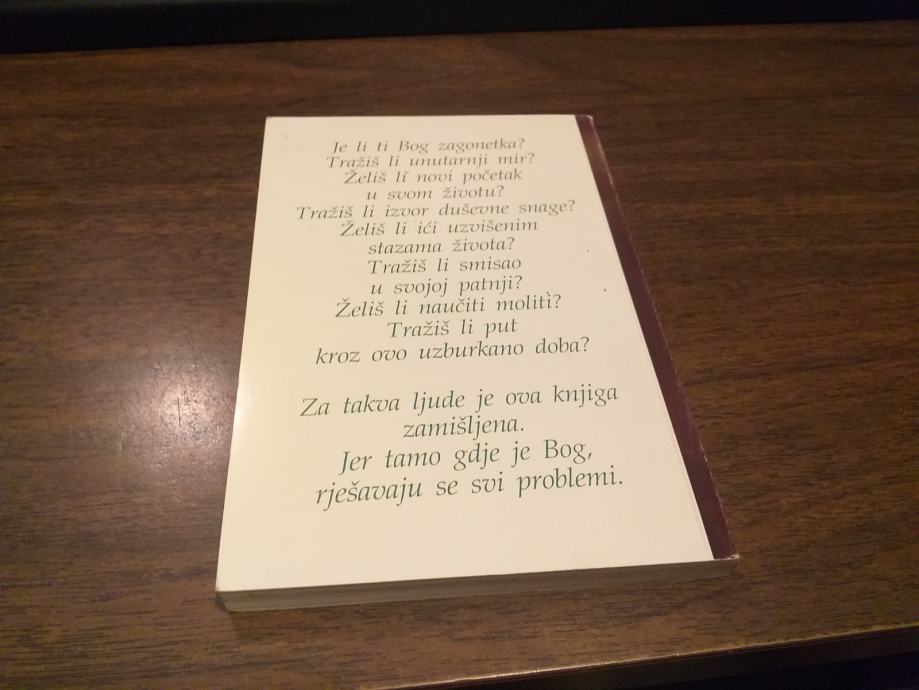 Je li ti Bog zagonetka?
Tražiš li unutarnji mir?
Želiš li novi početak
u svom životu?
Tražiš li izvor duševne snage?
Želiš li ići uzvišenim
stazama života?
Tražiš li smisao
u svojoj patnji?
Želiš li naučiti moliti?
Tražiš li put
kroz ovo uzburkano doba?
Za takva ljude je ova knjiga
zamišljena.
Jer tamo gdje je Bog,
rješavaju se svi problemi.